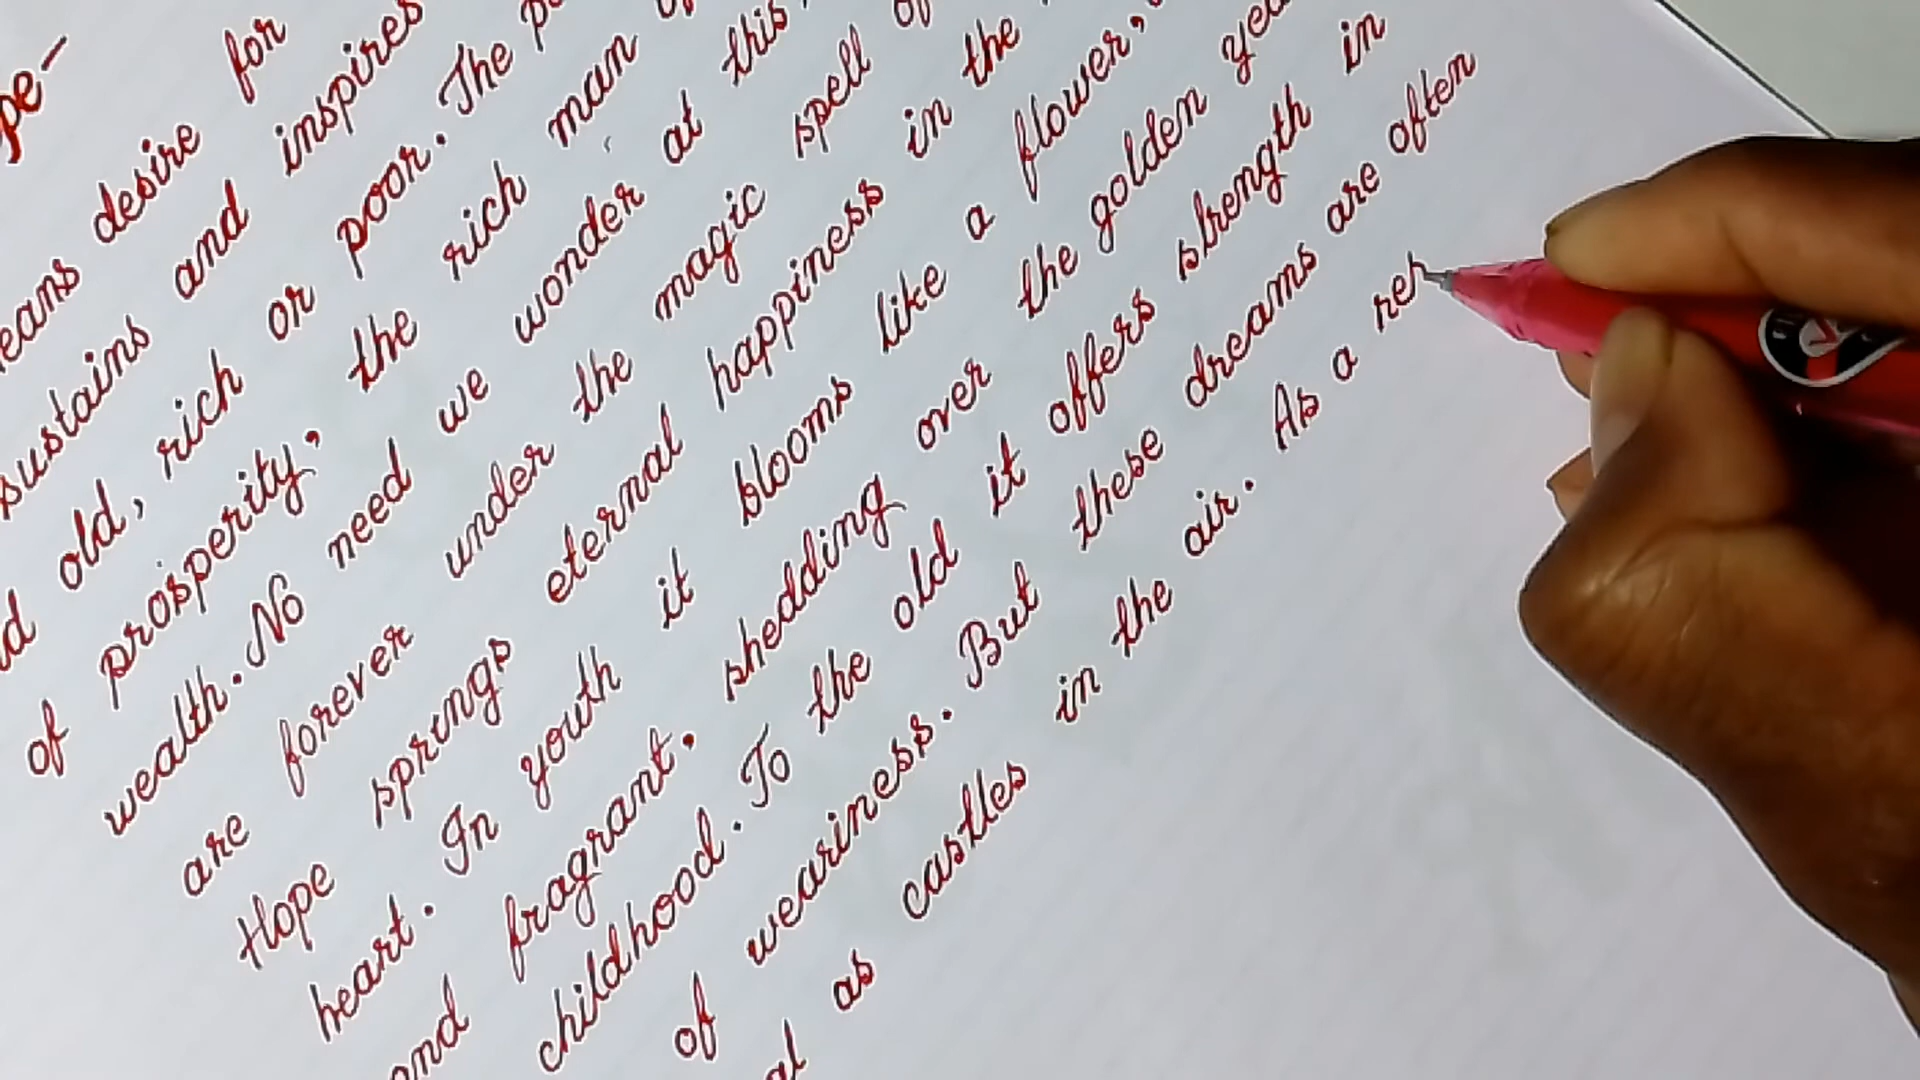 ope-
eans desire for
sustains and inspires
d old, rich or poor. The p
of prosperity, the rich man of
wealth. No need we wonder at this
are forever under the magic spell of
Hope springs eternal happiness in the
heart. In youth it blooms like a flower,
and fragrant. shedding over the golden yea
childhood. To the old it offers strength in
of weariness. But these dreams are often
al as castles in the air. As a res